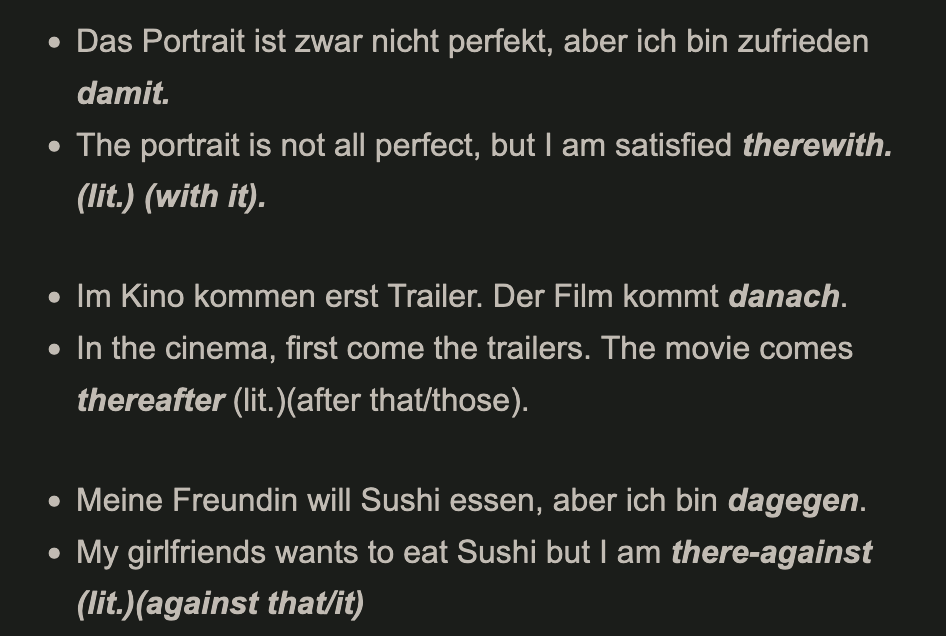 • Das Portrait ist zwar nicht perfekt, aber ich bin zufrieden
damit.
• The portrait is not all perfect, but I am satisfied therewith.
(lit.) (with it).
• Im Kino kommen erst Trailer. Der Film kommt danach.
• In the cinema, first come the trailers. The movie comes
thereafter (lit.)(after that/those).
• Meine Freundin will Sushi essen, aber ich bin dagegen.
• My girlfriends wants to eat Sushi but I am there-against
(lit.)(against that/it)